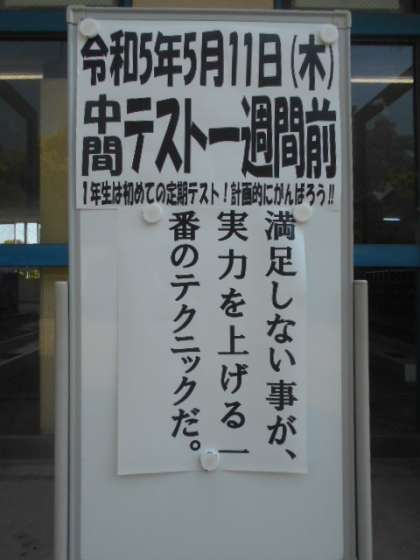 令和5年5月11日(木)
中間テスト一週間前
1年生は初めての定期テスト!計画的にがんばろう!!
満足しない事が、
実力を上げる一
番のテクニックだ。